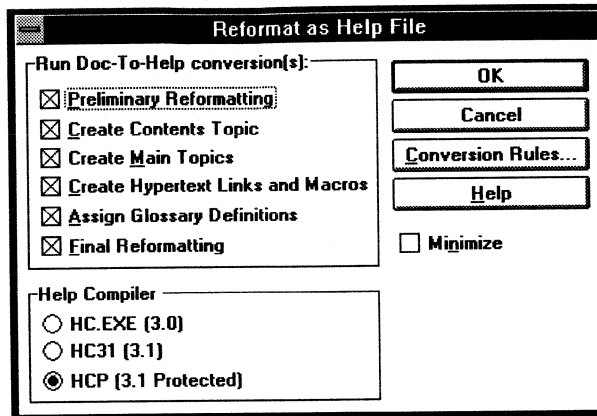 Reformat as Help File
Run Doc-To-Help conversion(s):
Preliminary Reformatting
Create Contents Topic
Create Main Topics
Create Hypertext Links and Macros
Assign Glossary Definitions
Final Reformatting
OK
Cancel
Conversion Rules...
Help
Minimize
Help Compiler
HC.EXE (3.0)
HC31 (3.1)
HCP (3.1 Protected)